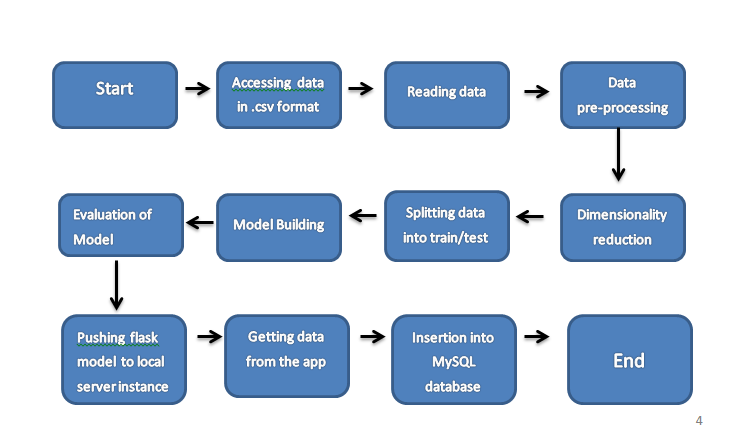 Start
Accessing data
in .csv format
Reading data
Data
pre-processing
Dimensionality
reduction
Splitting data
into train/test
Model Building
Evaluation of
Model
Pushing flask
model to local
server instance
Getting data
from the app
Insertion into
MySQL
database
End
4